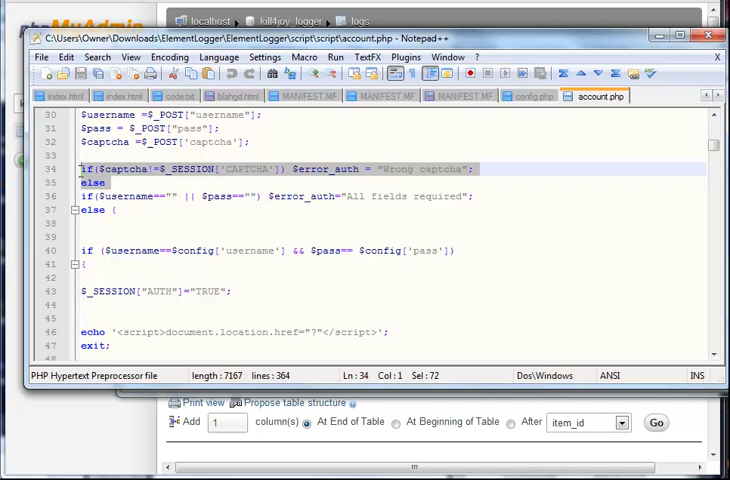 localhost kill4joy_logger logs
phpMyAdmin
C:\Users\Owner\Downloads\ElementLogger\ElementLogger\script\script\account.php - Notepad++
File Edit Search View Encoding Language Settings Macro Run TextFX Plugins Window ?
index.html index.html code.txt blahgd.html MANIFEST.MF MANIFEST.MF MANIFEST.MF config.php account.php
30 $username =$_POST["username"];
31 $pass = $_POST["pass"];
32 $captcha =$_POST['captcha'];
33
34 if($captcha!=$_SESSION['CAPTCHA']) $error_auth = "Wrong captcha";
35 else
36 if($username=="" || $pass=="") $error_auth="All fields required";
37 else {
38
39
40 if ($username==$config['username'] && $pass== $config['pass'])
41 {
42
43 $_SESSION["AUTH"]="TRUE";
44
45
46 echo '<script>document.location.href="?"</script>';
47 exit;
48
PHP Hypertext Preprocessor file length : 7167 lines : 364 Ln : 34 Col : 1 Sel : 72 Dos\Windows ANSI INS
Print view Propose table structure
Add 1 column(s) At End of Table At Beginning of Table After item_id Go